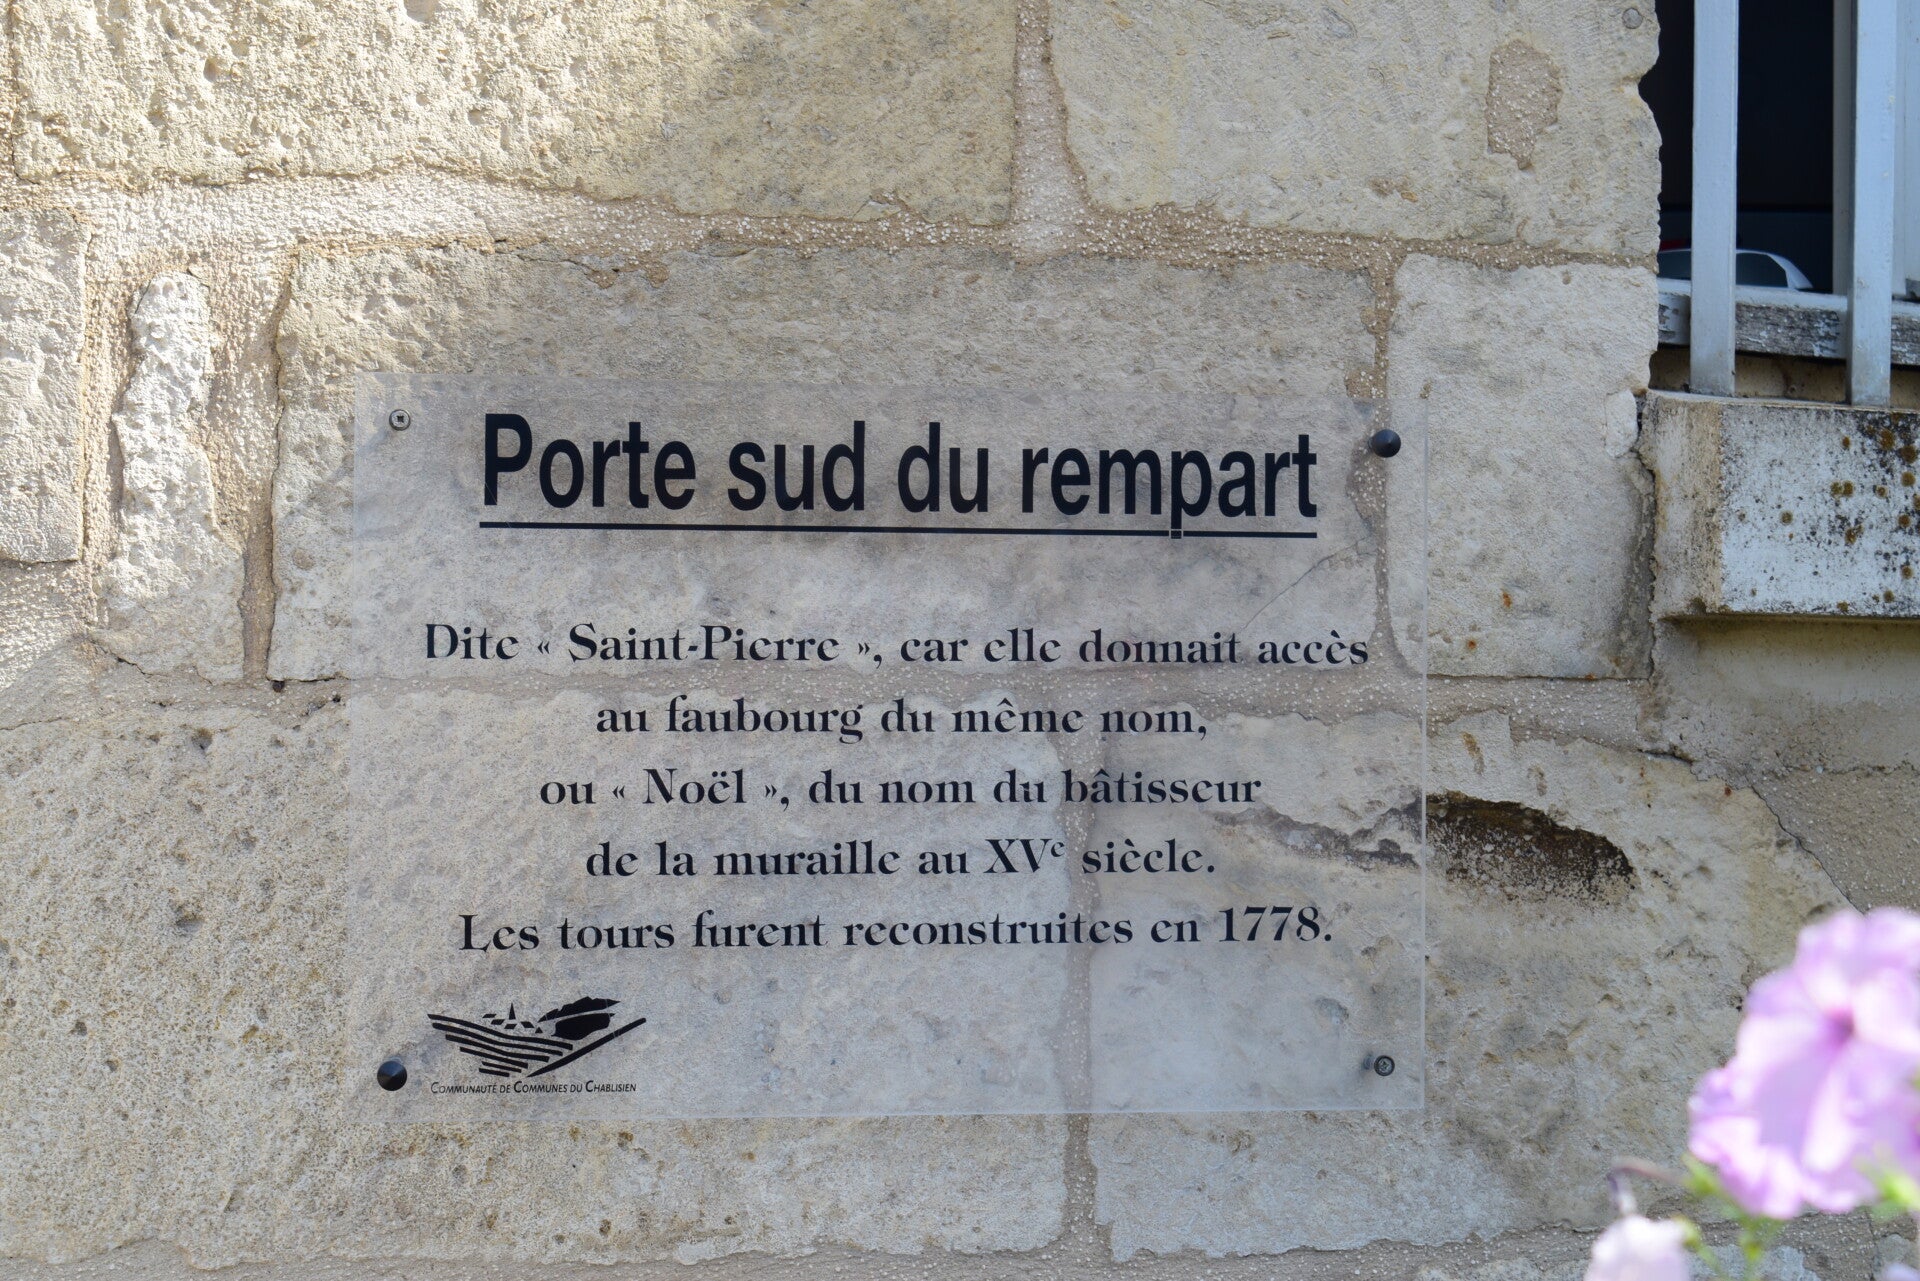 Porte sud du rempart
Dite « Saint-Pierre », car elle donnait accès
au faubourg du même nom,
ou « Noël », du nom du bâtisseur
de la muraille au XVe siècle.
Les tours furent reconstruites en 1778.
COMMUNAUTÉ DE COMMUNES DU CHABLISIEN